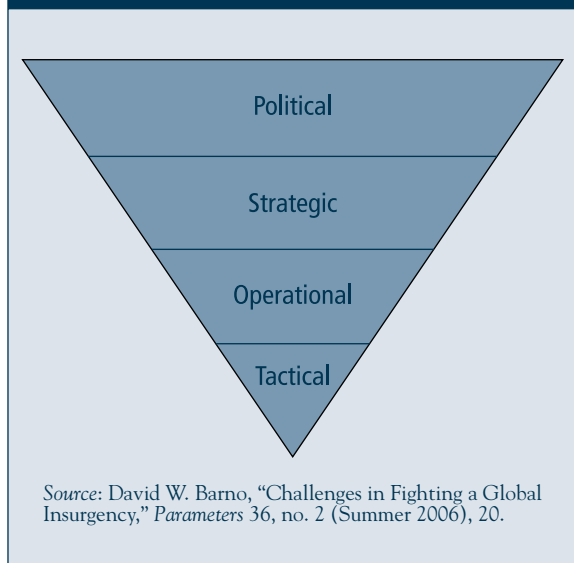 Political
Strategic
Operational
Tactical
Source: David W. Barno, “Challenges in Fighting a Global
Insurgency,” Parameters 36, no. 2 (Summer 2006), 20.